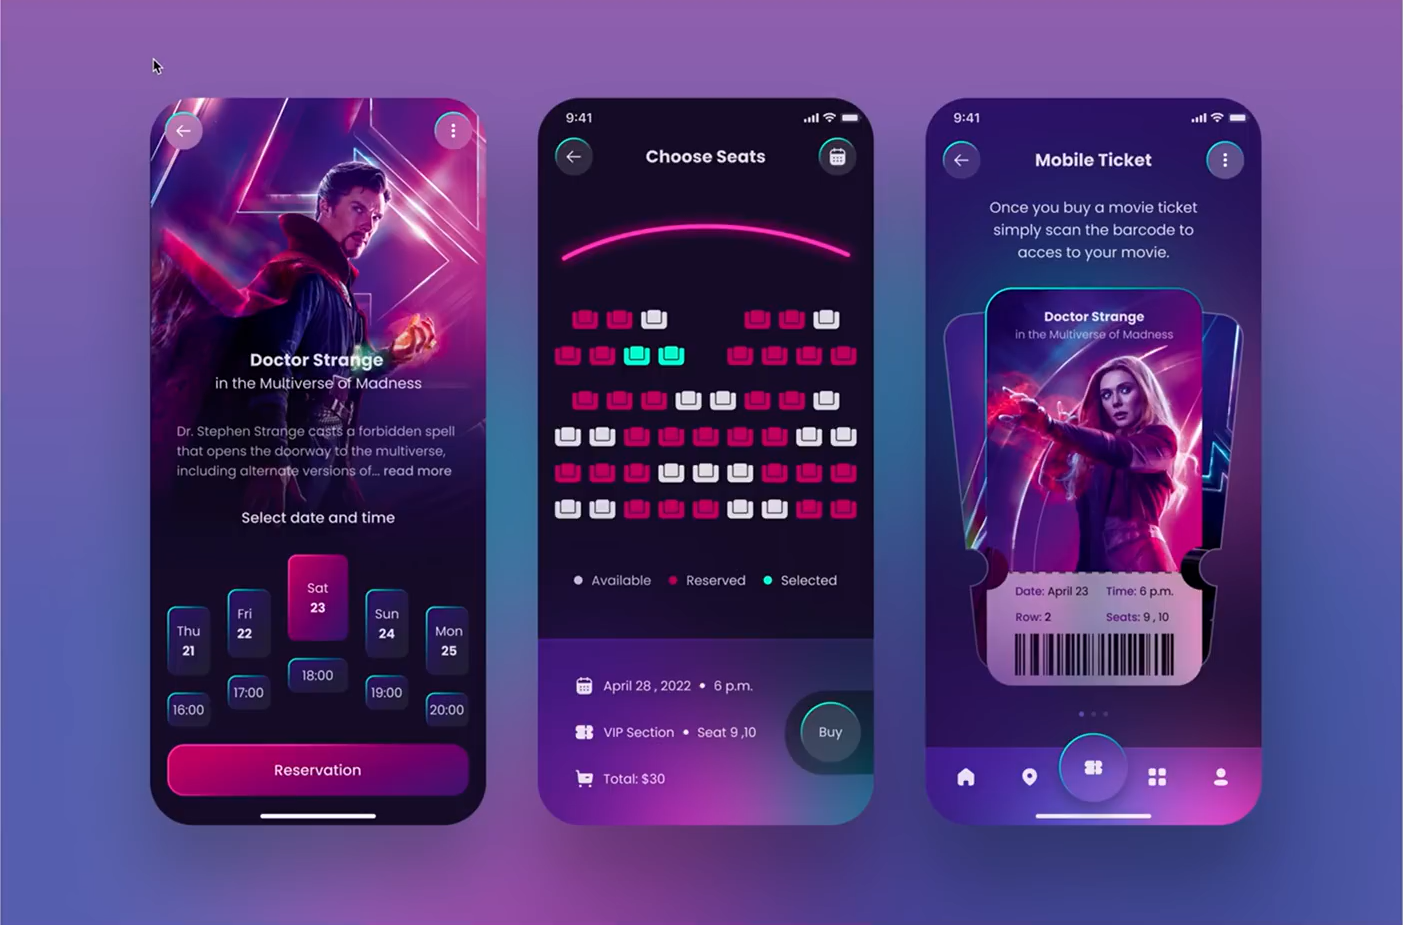 Doctor Strange
in the Multiverse of Madness
Dr. Stephen Strange casts a forbidden spell
that opens the doorway to the multiverse,
including alternate versions of... read more
Select date and time
Thu
21
Fri
22
Sat
23
Sun
24
Mon
25
16:00
17:00
18:00
19:00
20:00
Reservation
9:41
Choose Seats
Available
Reserved
Selected
April 28 , 2022 • 6 p.m.
VIP Section • Seat 9 ,10
Total: $30
Buy
9:41
Mobile Ticket
Once you buy a movie ticket
simply scan the barcode to
acces to your movie.
Doctor Strange
in the Multiverse of Madness
Date: April 23 Time: 6 p.m.
Row: 2 Seats: 9 , 10